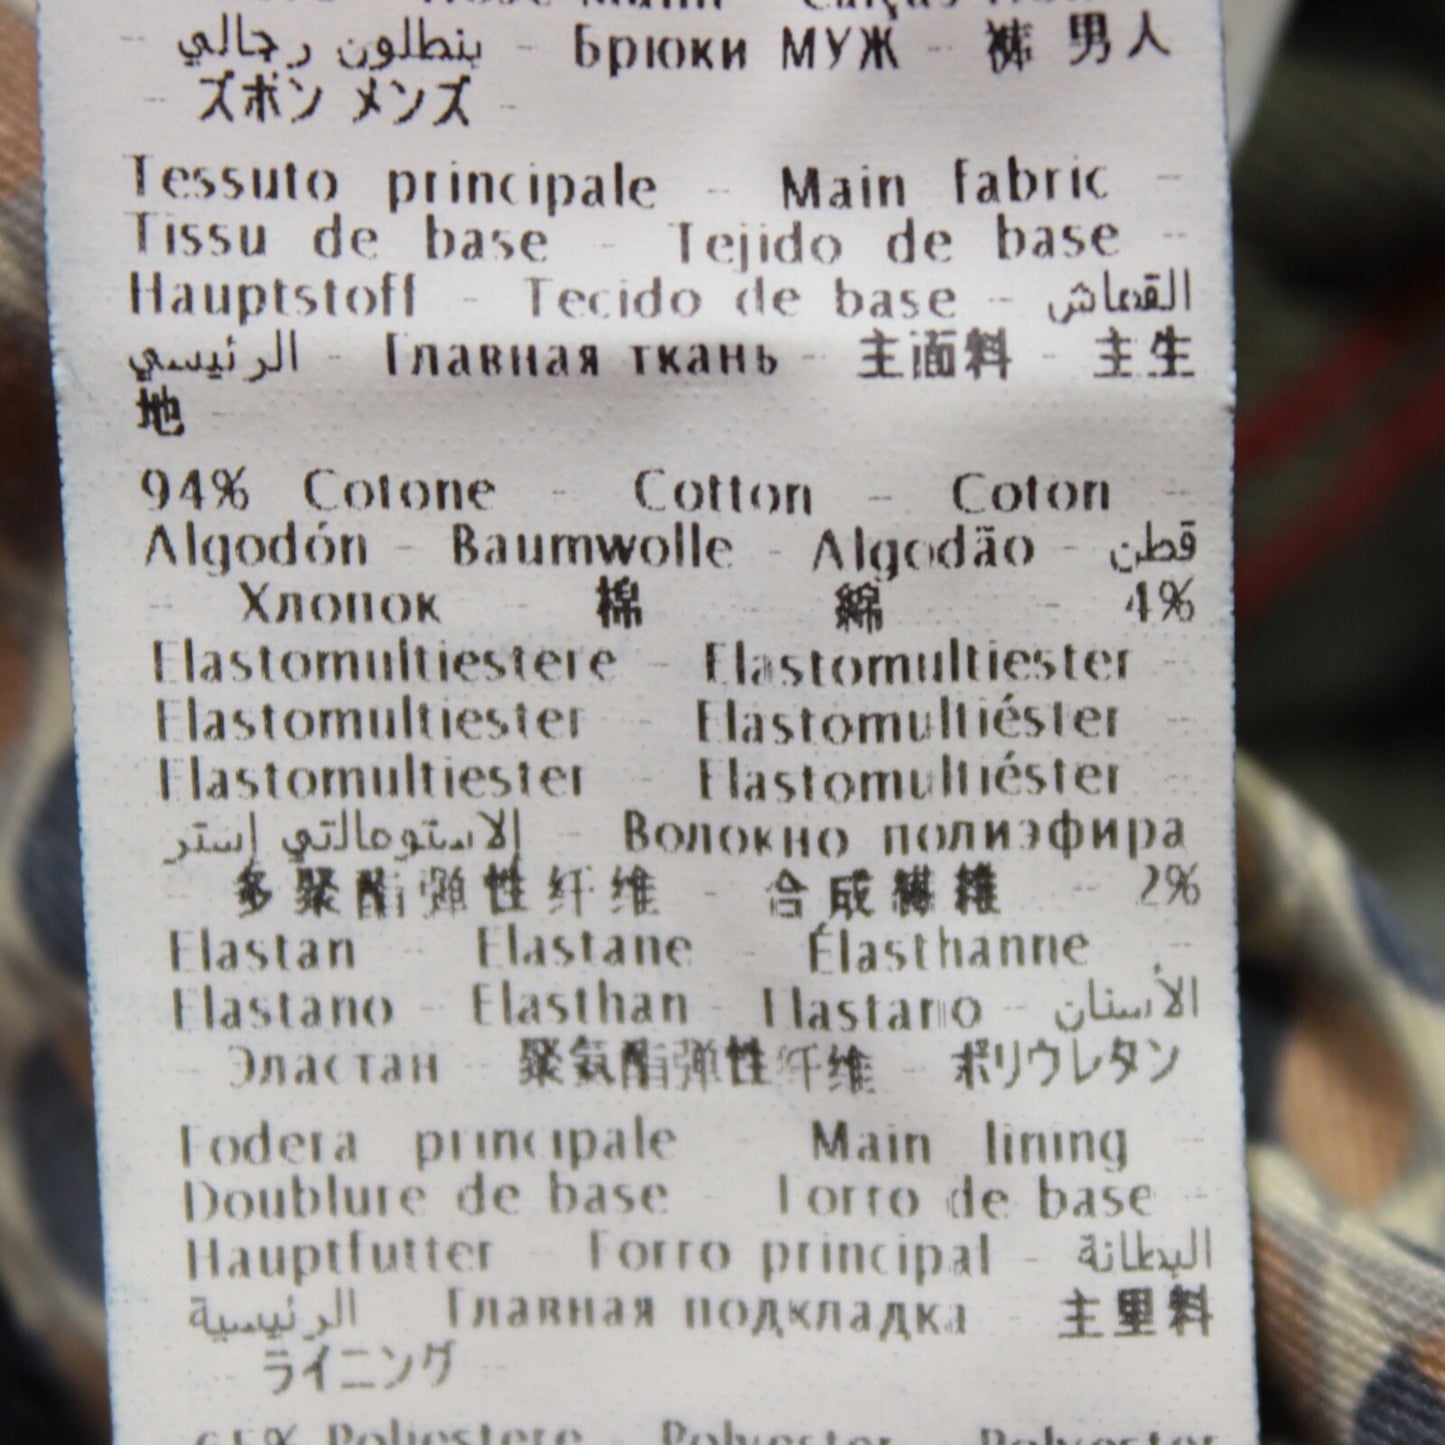 - بنطلون رجالي - Брюки МУЖ - 裤 男人
- ズボン メンズ -
Tessuto principale - Main fabric -
Tissu de base - Tejido de base -
Hauptstoff - Tecido de base - القماش
الرئيسي - Главная ткань - 主面料 - 主生
地
94% Cotone - Cotton - Coton -
Algodón - Baumwolle - Algodão - قطن
- Хлопок - 棉 - 綿 - 4%
Elastomultiestere - Elastomultiester -
Elastomultiester - Elastomultiéster -
Elastomultiester - Elastomultiéster -
الاستومالتي إستر - Волокно полиэфира
- 多聚酯弹性纤维 - 合成繊維 - 2%
Elastan - Elastane - Élasthanne -
Elastano - Elasthan - Elastano - الأستان
- Эластан - 聚氨酯弹性纤维 - ポリウレタン
Fodera principale - Main lining -
Doublure de base - Forro de base -
Hauptfutter - Forro principal - البطانة
الرئيسية - Главная подкладка - 主里料
- ライニング
65% Poliestere - Polyester - Polyester